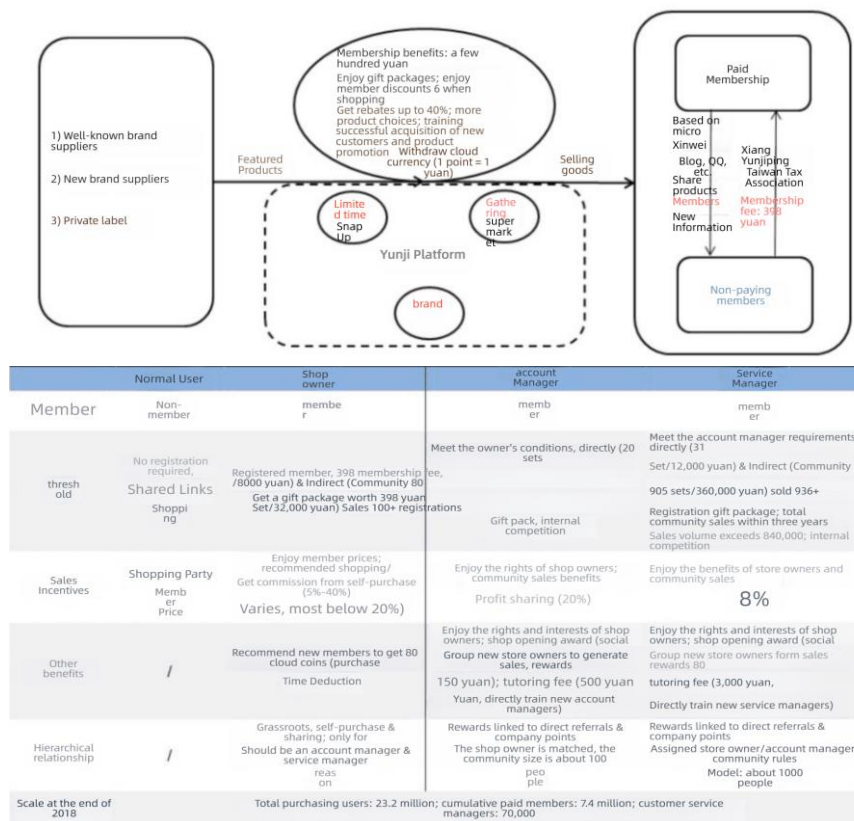 1) Well-known brand
suppliers
2) New brand suppliers
3) Private label
Featured
Products
Membership benefits: a few
hundred yuan
Enjoy gift packages; enjoy
member discounts 6 when
shopping
Get rebates up to 40%; more
product choices; training
successful acquisition of new
customers and product
promotion
Withdraw cloud
currency (1 point = 1
yuan)
Selling
goods
Limite
d time
Snap
Up
Gathe
ring
super
mark
et
Yunji Platform
brand
Paid
Membership
Based on
micro
Xinwei
Blog, QQ,
etc.
Share
products
Members
New
Information
Xiang
Yunjiping
Taiwan Tax
Association
Membership
fee: 398
yuan
Non-paying
members
Normal User
Shop
owner
account
Manager
Service
Manager
Member
Non-
member
membe
r
memb
er
memb
er
thresh
old
No registration
required,
Shared Links
Shoppi
ng
Registered member, 398 membership fee,
/8000 yuan) & Indirect (Community 80
Get a gift package worth 398 yuan
Set/32,000 yuan) Sales 100+ registrations
Meet the owner's conditions, directly (20
sets
Gift pack, internal
competition
Meet the account manager requirements
directly (31
Set/12,000 yuan) & Indirect (Community
905 sets/360,000 yuan) sold 936+
Registration gift package; total
community sales within three years
Sales volume exceeds 840,000; internal
competition
Sales
Incentives
Shopping Party
Memb
er
Price
Enjoy member prices;
recommended shopping/
Get commission from self-purchase
(5%-40%)
Varies, most below 20%)
Enjoy the rights of shop owners;
community sales benefits
Profit sharing (20%)
Enjoy the benefits of store owners and
community sales
8%
Other
benefits
/
Recommend new members to get 80
cloud coins (purchase
Time Deduction
Enjoy the rights and interests of shop
owners; shop opening award (social
Group new store owners to generate
sales, rewards
150 yuan); tutoring fee (500 yuan
Yuan, directly train new account
managers)
Enjoy the rights and interests of shop
owners; shop opening award (social
Group new store owners form sales
rewards 80
tutoring fee (3,000 yuan,
Directly train new service managers)
Hierarchical
relationship
/
Grassroots, self-purchase &
sharing; only for
Should be an account manager &
service manager
reas
on
Rewards linked to direct referrals &
company points
The shop owner is matched, the
community size is about 100
peo
ple
Rewards linked to direct referrals &
company points
Assigned store owner/account manager
community rules
Model: about 1000
people
Scale at the end of
2018
Total purchasing users: 23.2 million; cumulative paid members: 7.4 million; customer service
managers: 70,000